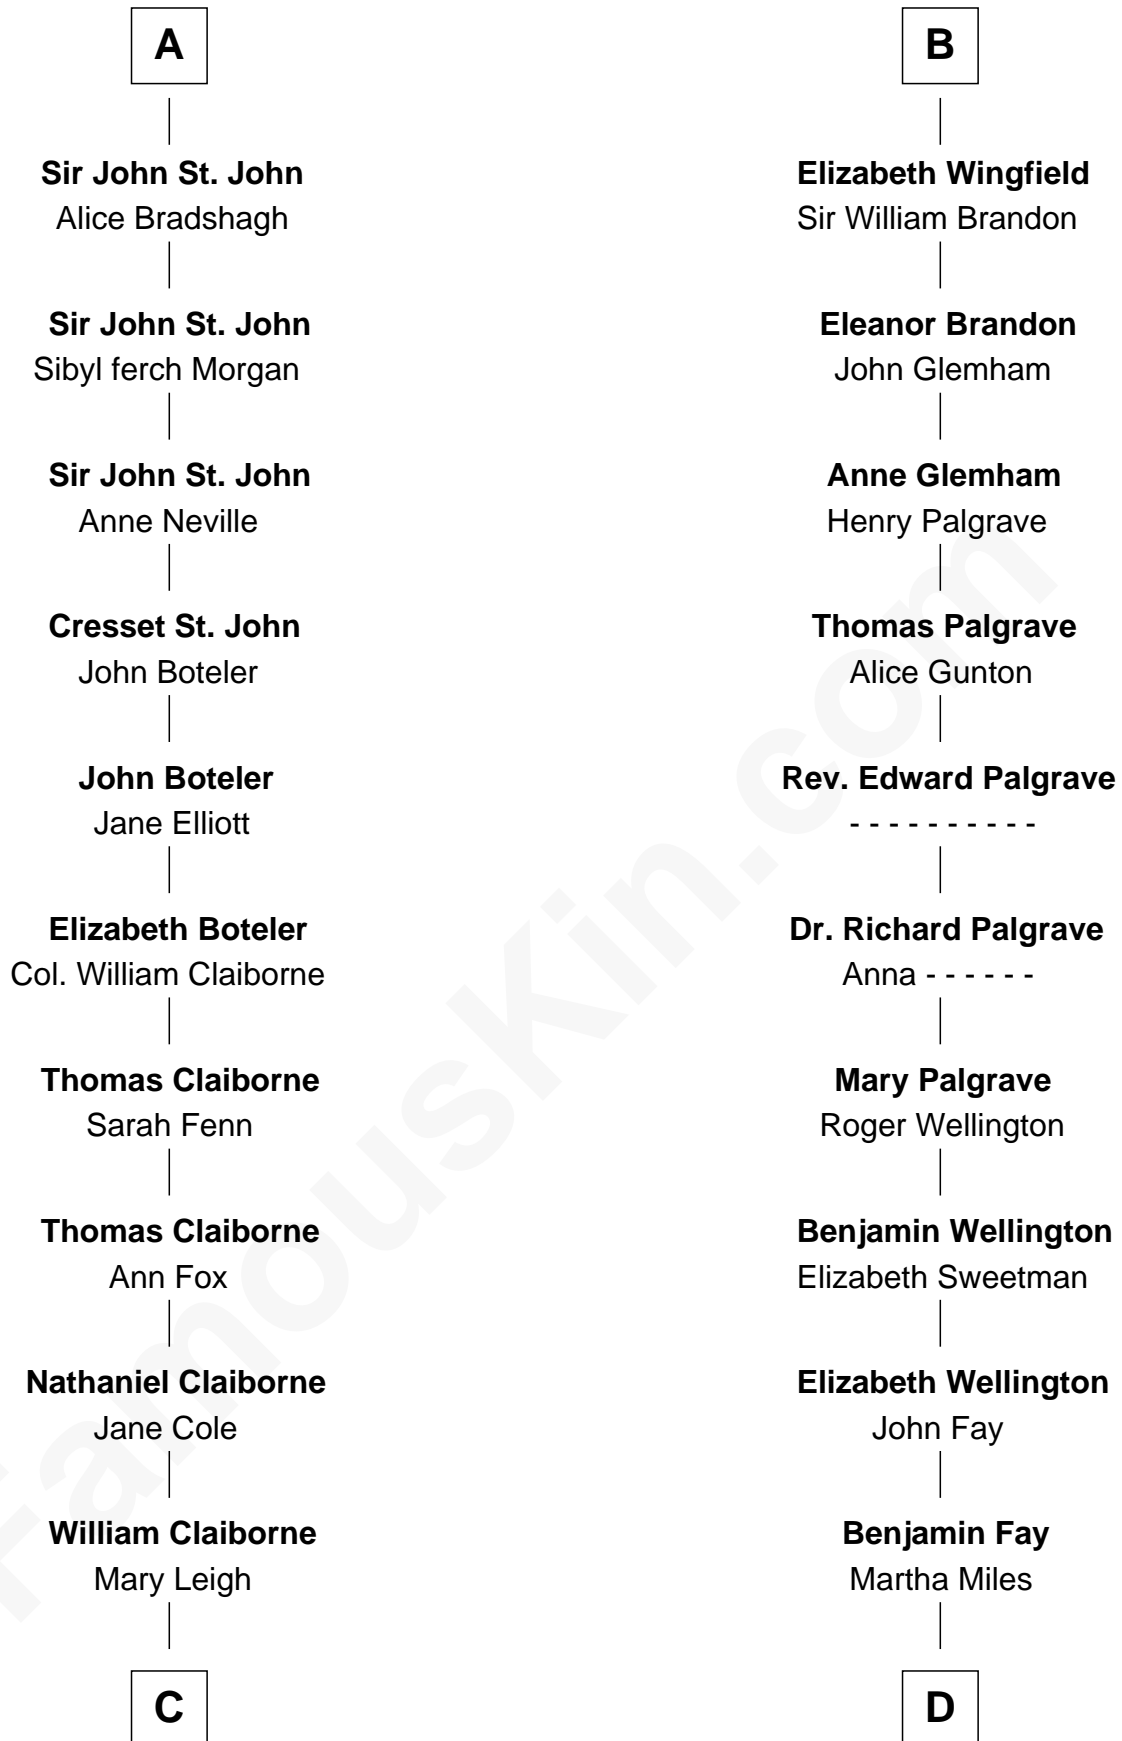 A
Sir John St. John
Alice Bradshagh
Sir John St. John
Sibyl ferch Morgan
Sir John St. John
Anne Neville
Cresset St. John
John Boteler
John Boteler
Jane Elliott
Elizabeth Boteler
Col. William Claiborne
Thomas Claiborne
Sarah Fenn
Thomas Claiborne
Ann Fox
Nathaniel Claiborne
Jane Cole
William Claiborne
Mary Leigh
C
B
Elizabeth Wingfield
Sir William Brandon
Eleanor Brandon
John Glemham
Anne Glemham
Henry Palgrave
Thomas Palgrave
Alice Gunton
Rev. Edward Palgrave
- - - - - - - - - -
Dr. Richard Palgrave
Anna - - - - - -
Mary Palgrave
Roger Wellington
Benjamin Wellington
Elizabeth Sweetman
Elizabeth Wellington
John Fay
Benjamin Fay
Martha Miles
D
FamousKin.com